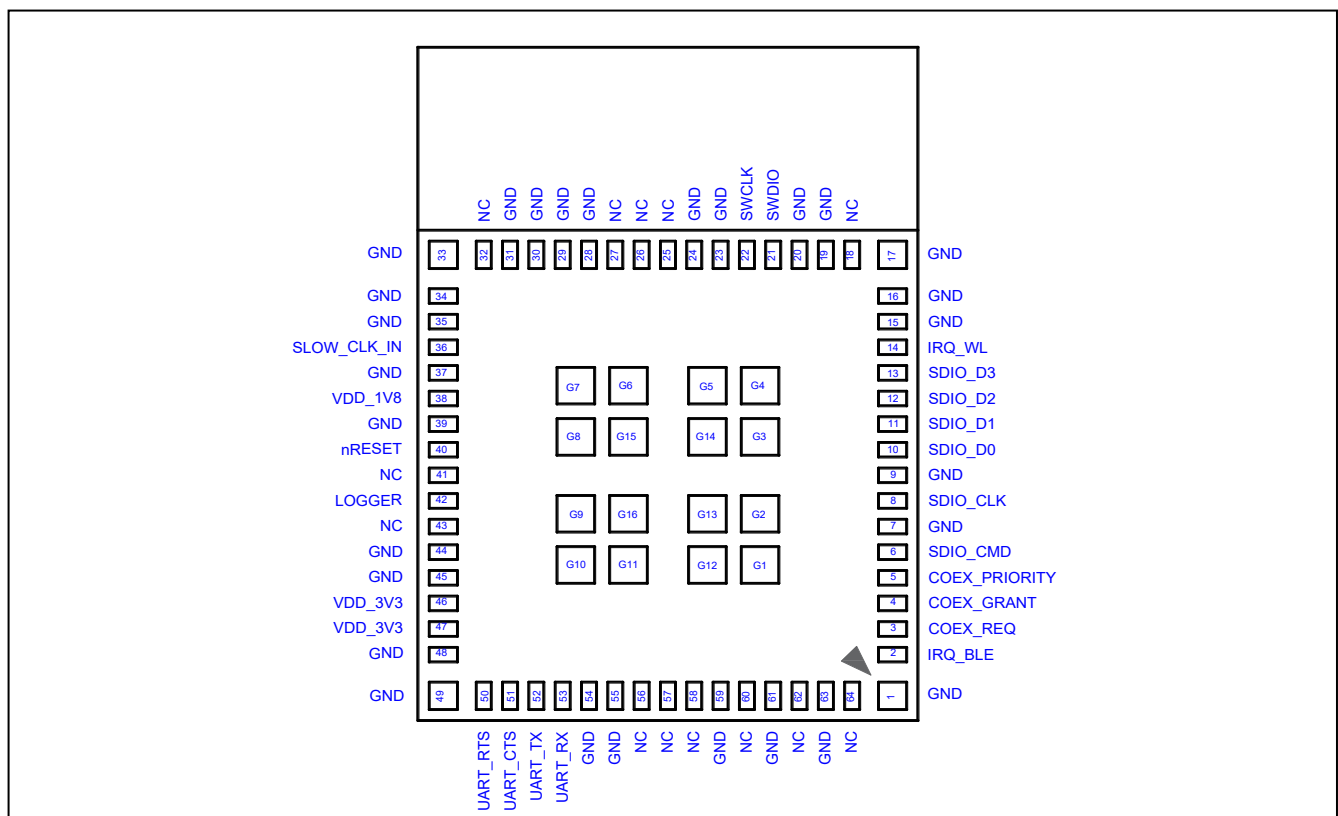 NC GND GND GND GND NC NC NC GND GND SWCLK SWDIO GND GND NC
GND 33 32 31 30 29 28 27 26 25 24 23 22 21 20 19 18 17 GND
GND 34 16 GND
GND 35 15 GND
SLOW_CLK_IN 36 14 IRQ_WL
GND 37 13 SDIO_D3
G7 G6 G5 G4
VDD_1V8 38 12 SDIO_D2
GND 39 11 SDIO_D1
G8 G15 G14 G3
nRESET 40 10 SDIO_D0
NC 41 9 GND
LOGGER 42 8 SDIO_CLK
G9 G16 G13 G2
NC 43 7 GND
GND 44 6 SDIO_CMD
G10 G11 G12 G1
GND 45 5 COEX_PRIORITY
VDD_3V3 46 4 COEX_GRANT
VDD_3V3 47 3 COEX_REQ
GND 48 2 IRQ_BLE
GND 49 50 51 52 53 54 55 56 57 58 59 60 61 62 63 64 1 GND
UART_RTS UART_CTS UART_TX UART_RX GND GND NC NC NC GND NC GND NC GND NC